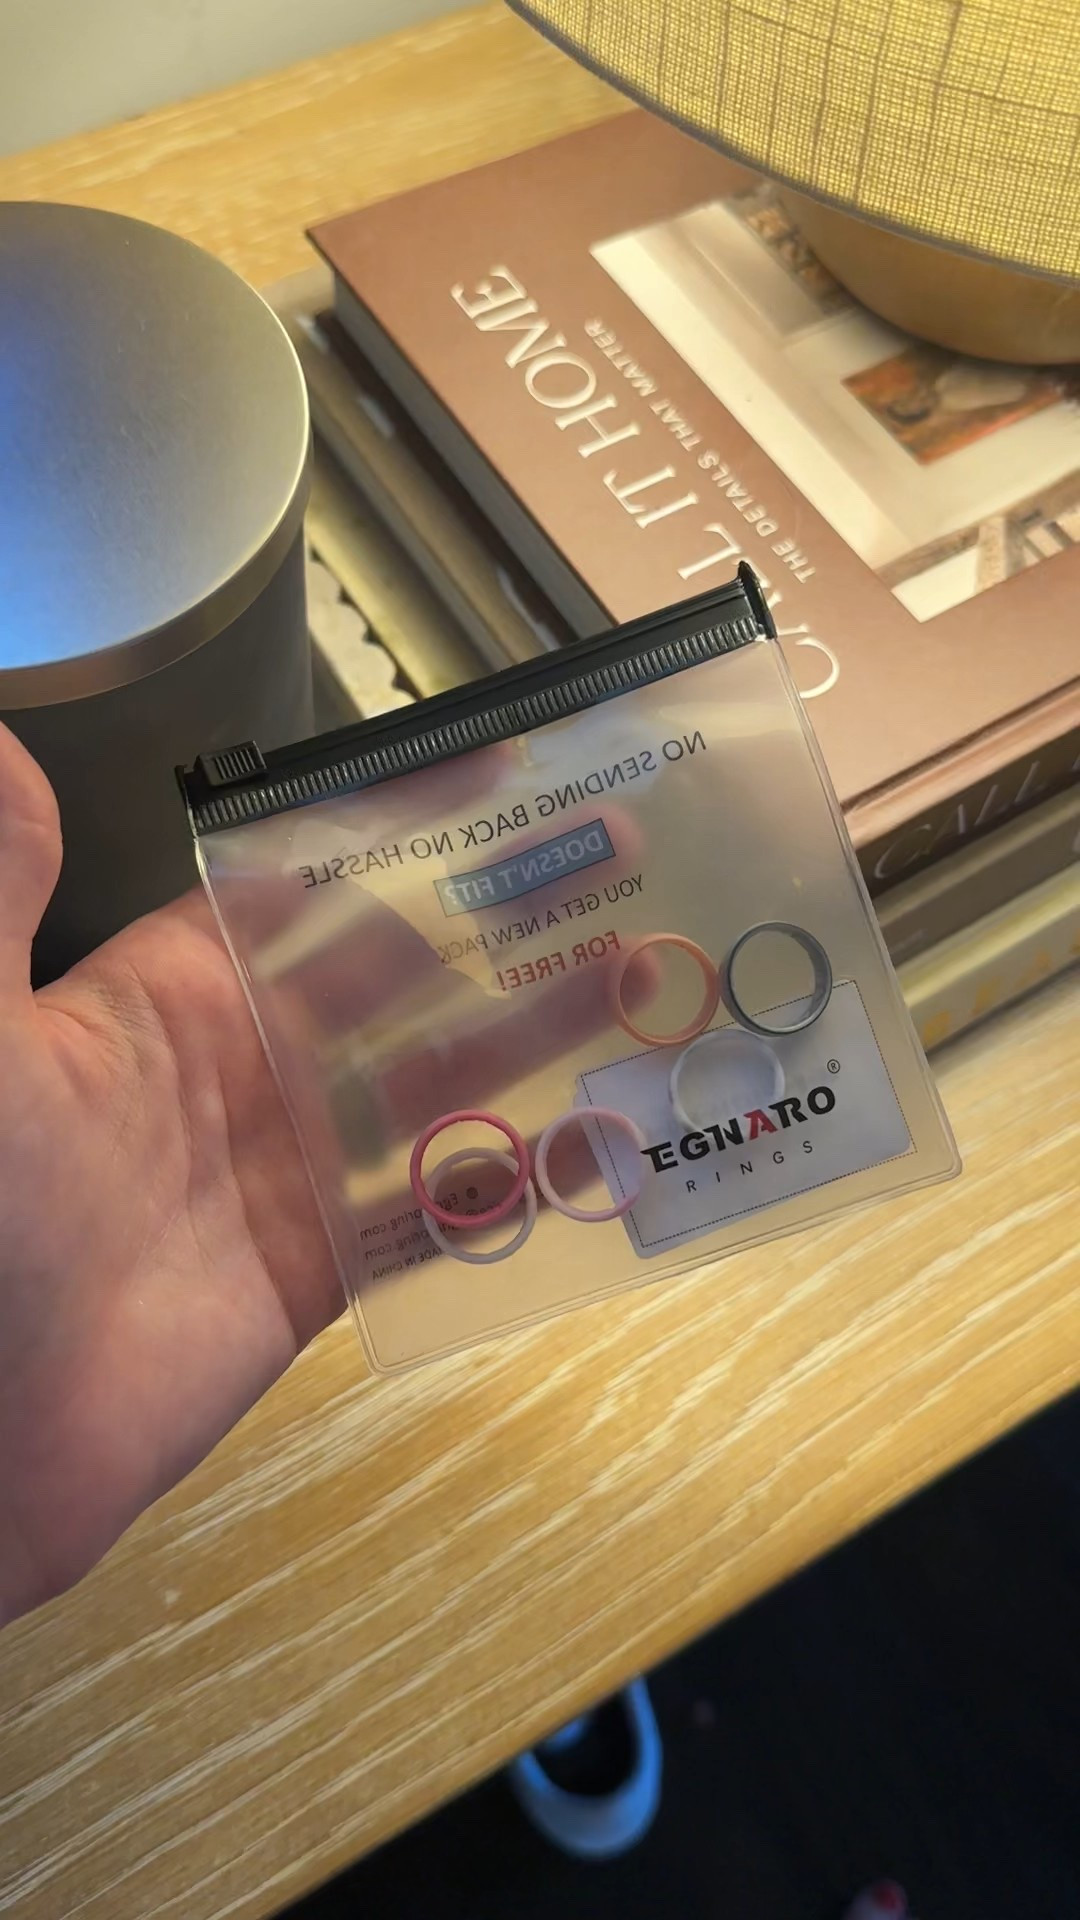 CALL IT HOME
THE DETAILS THAT MATTER
CALL
NO SENDING BACK NO HASSLE
DOESN'T FIT?
YOU GET A NEW PACK
FOR FREE!
EGNARO®
RINGS
MADE IN CHINA